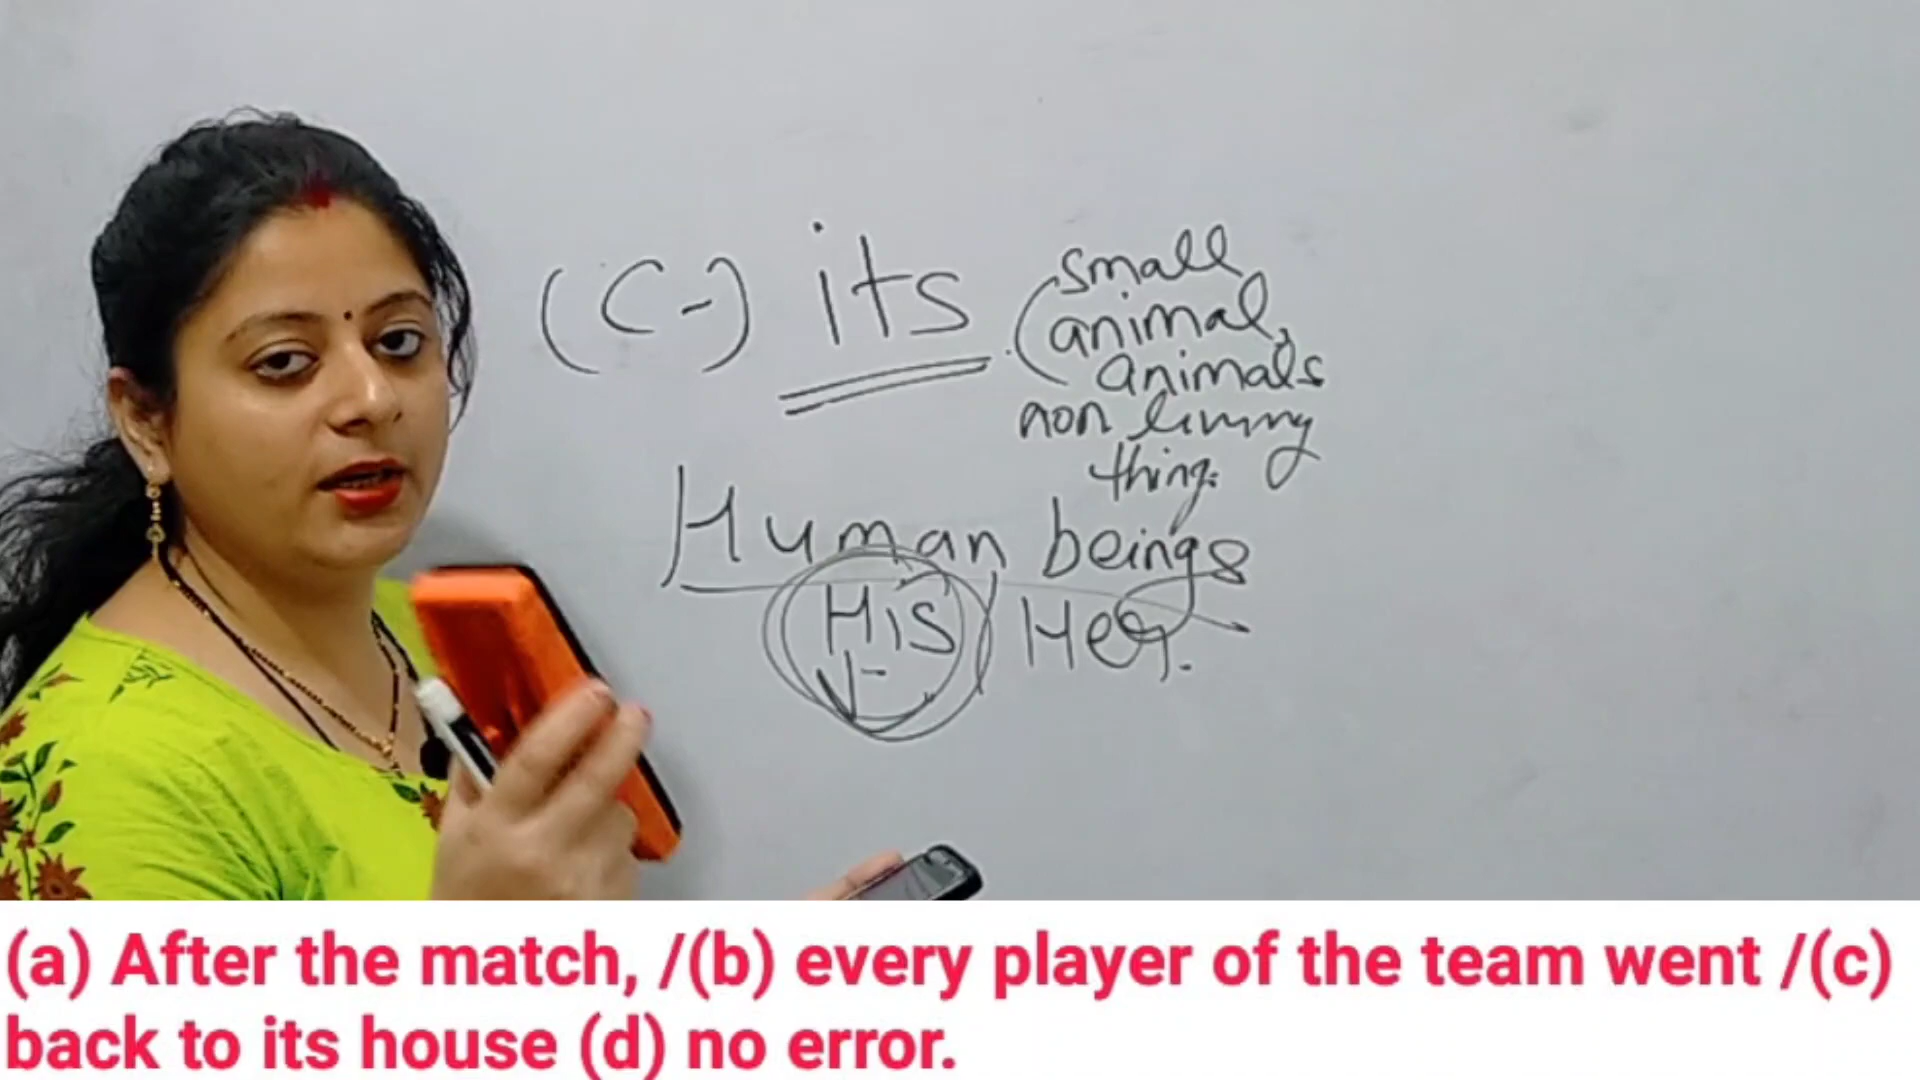 (C-) its
(small
animal,
animals
non living
thing.
Human beings
His / Her.
(a) After the match, /(b) every player of the team went /(c)
back to its house (d) no error.